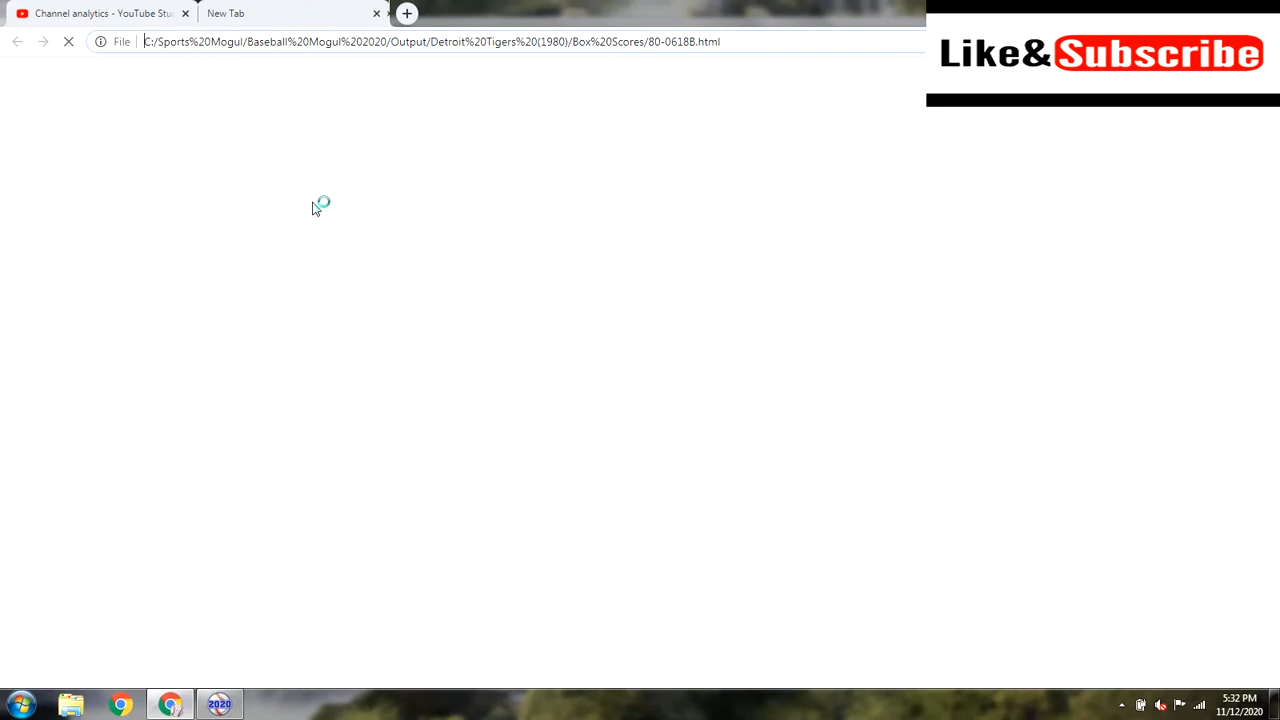 Channel analytics - YouTube Stu
New Tab
File
C:/Sports%20Mogul/Baseball%20Mogul%202020/Output/Detroit%20Tigers%20(1980)/Box%20Scores/80-0618B.html
Like&Subscribe
2020
5:32 PM
11/12/2020